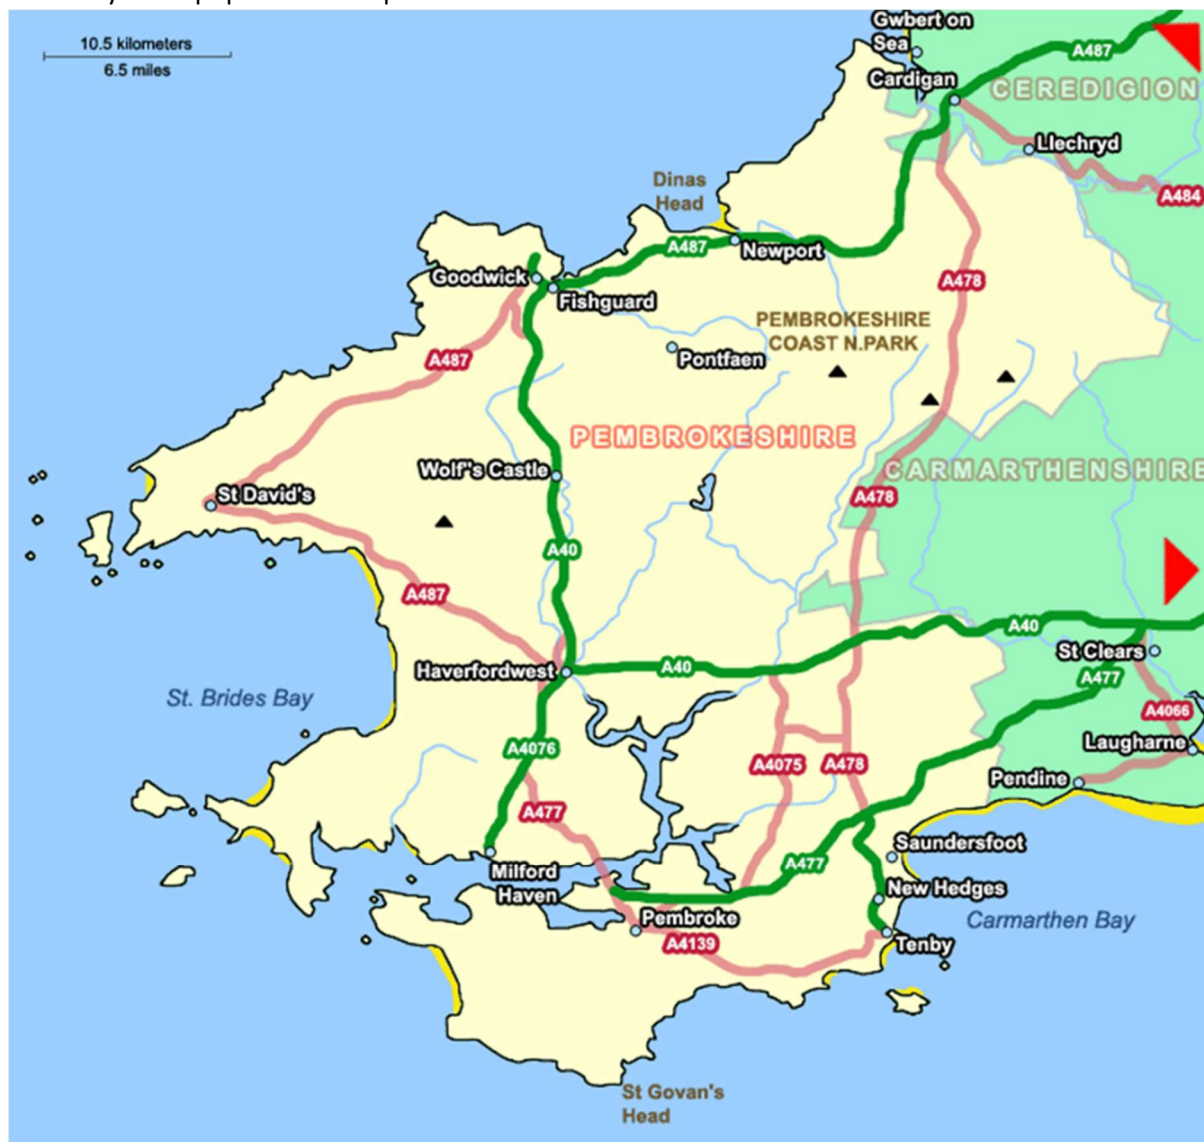 Gwbert on
Sea
10.5 kilometers
6.5 miles
A487
Cardigan
CEREDIGION
Llechryd
Dinas
Head
A484
A487
Newport
Goodwick
A478
Fishguard
PEMBROKESHIRE
COAST N.PARK
A487
Pontfaen
PEMBROKESHIRE
Wolf"s Castle
CARMARTHENSHIRE
St David's
A478
A40
A487
A40
St Clears
Haverfordwest
A40
A477
St. Brides Bay
A4066
Laugharne
A4076
A4075
A478
Pendine
A477
Saundersfoot
A477
Milford
Haven
New Hedges
Pembroke
Carmarthen Bay
A4139
Tenby
St Govan's
Head